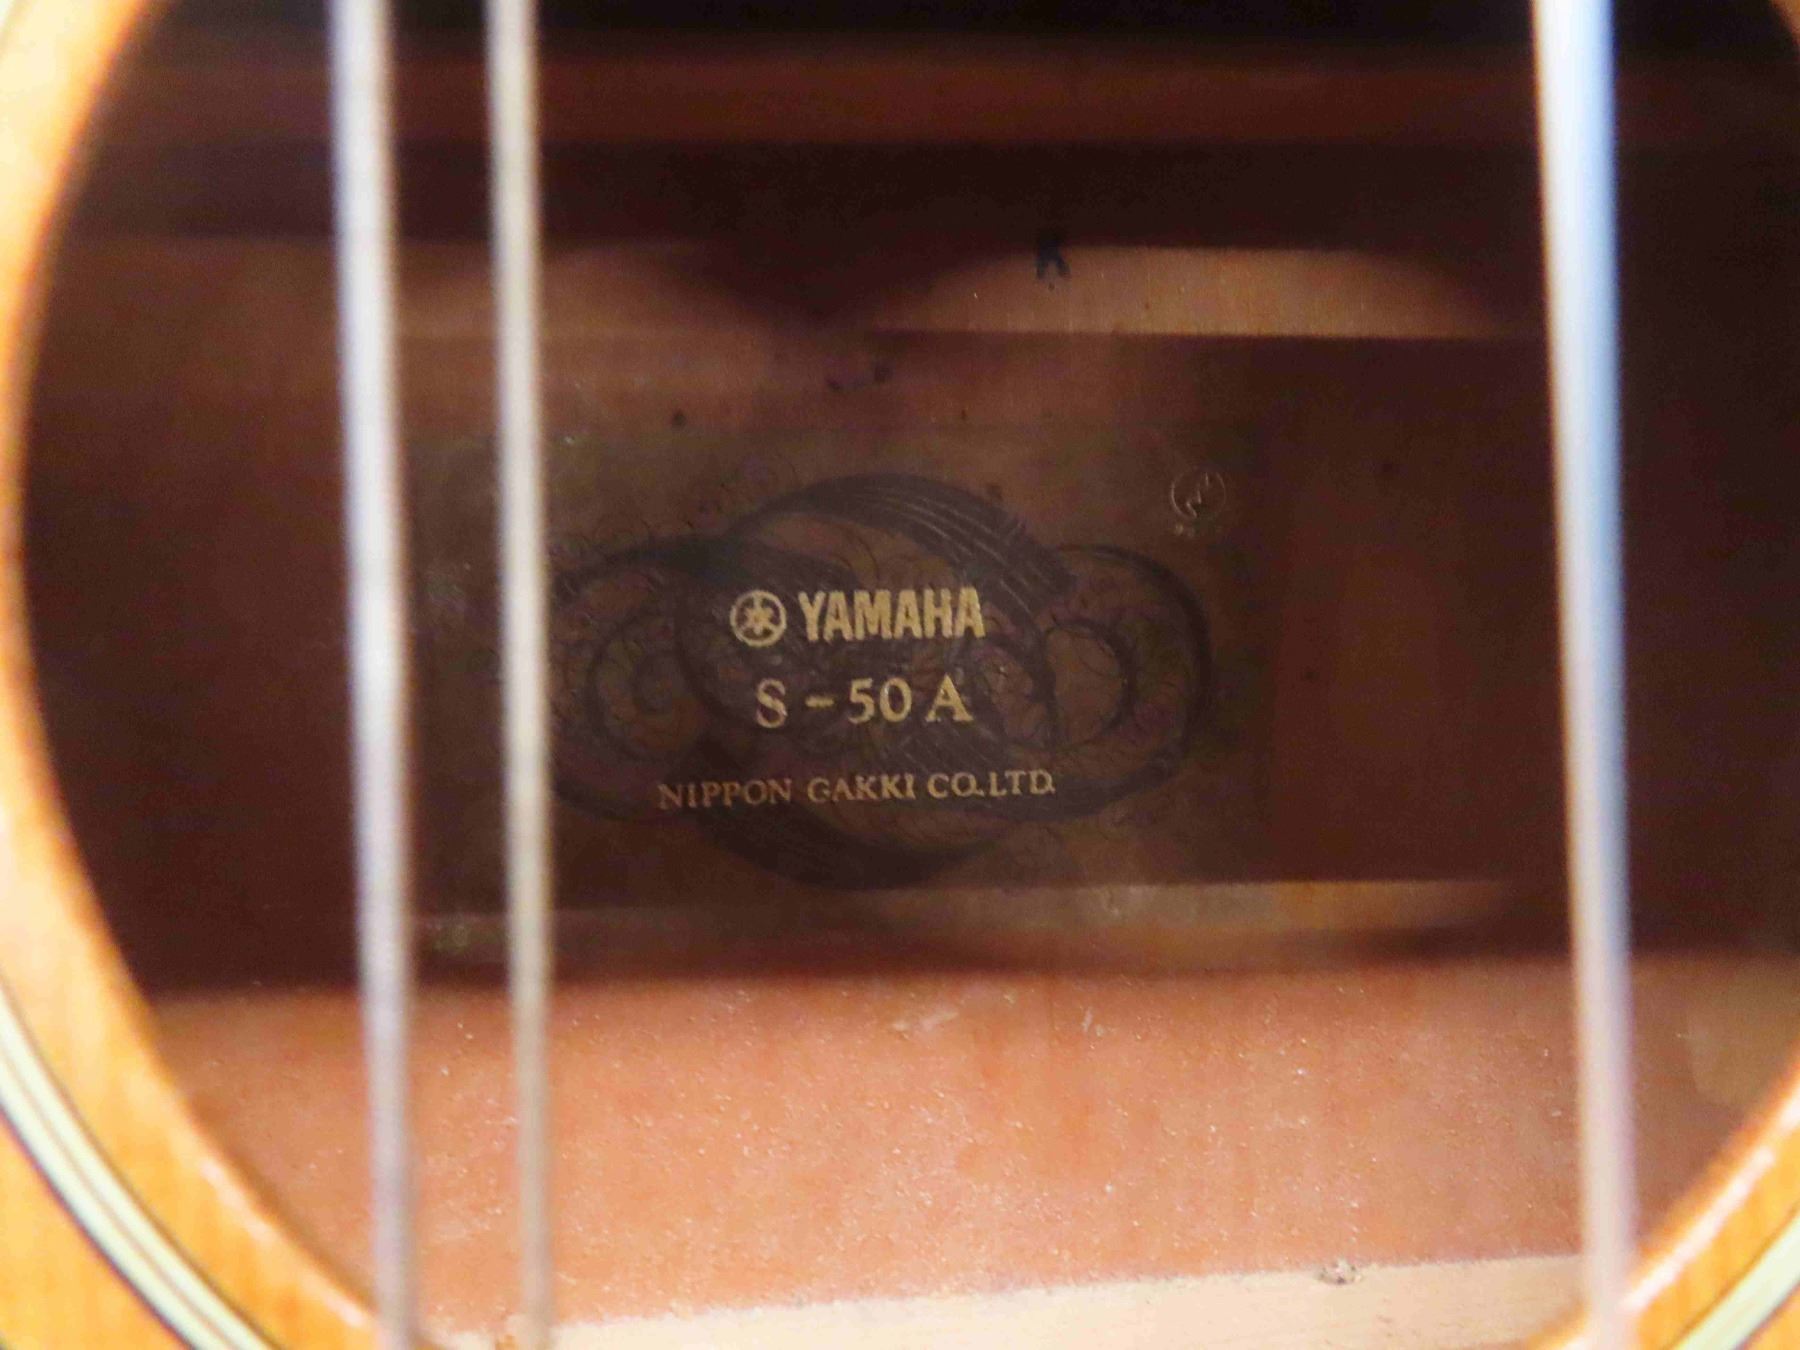 K
YAMAHA
S-50A
NIPPON GAKKI CO.LTD.